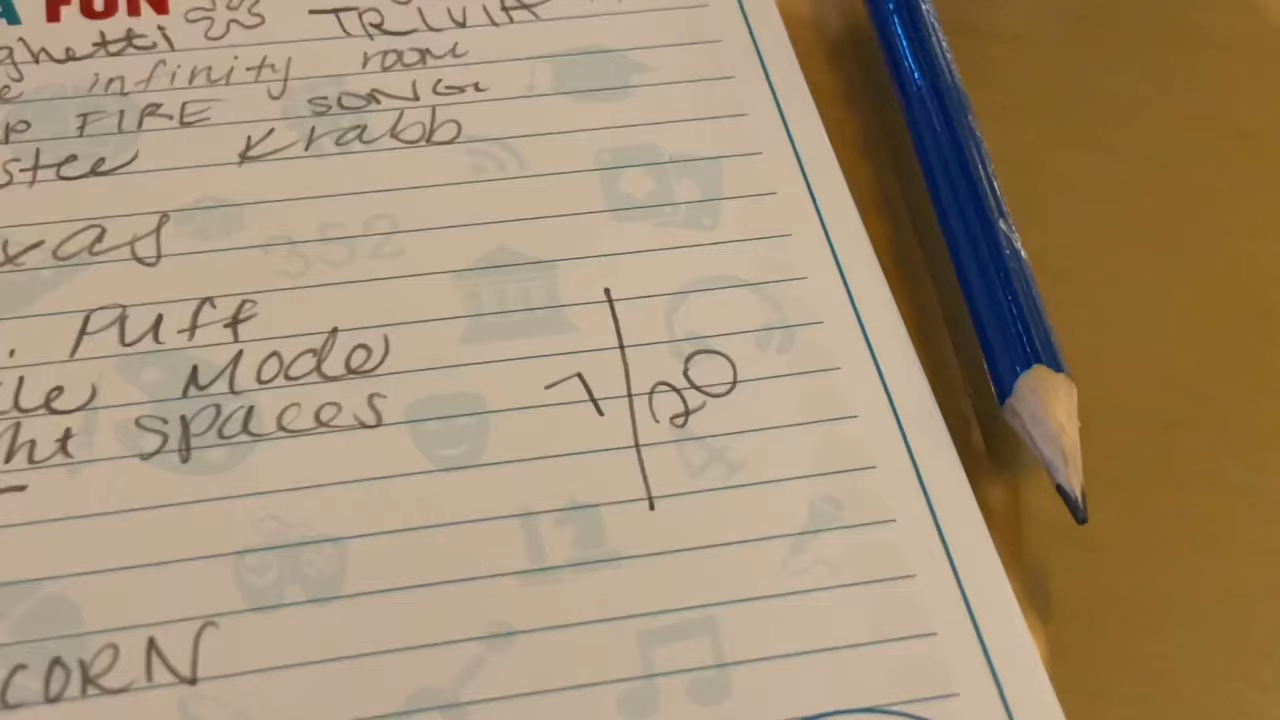 A FUN
ghetti TRIVIA
e infinity room
P FIRE SONG
stee Krabb
xas
. Puff
le Mode
ht spaces
7 20
CORN